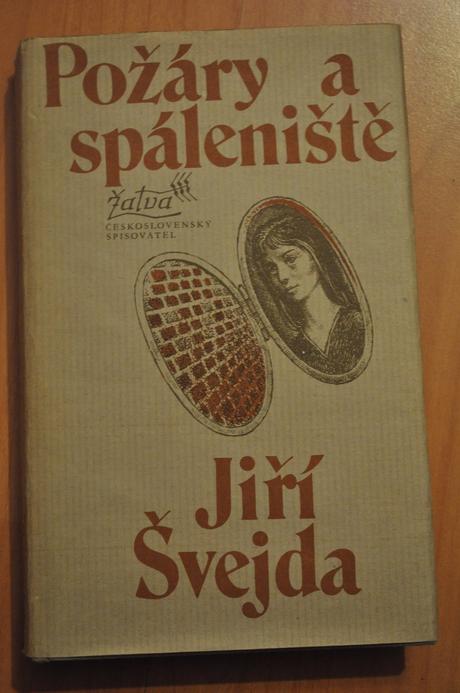 Požáry a
spáleniště
Žatva
ČESKOSLOVENSKÝ
SPISOVATEL
Jiří
Švejda